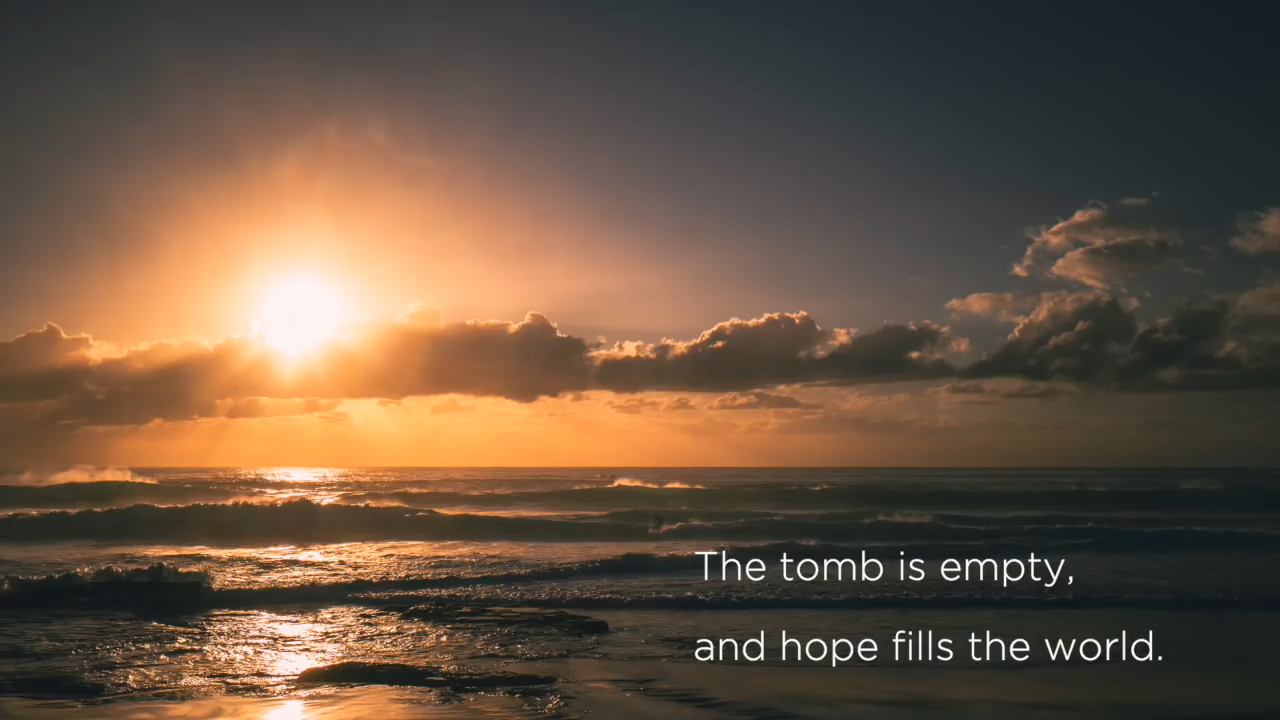 The tomb is empty,
and hope fills the world.